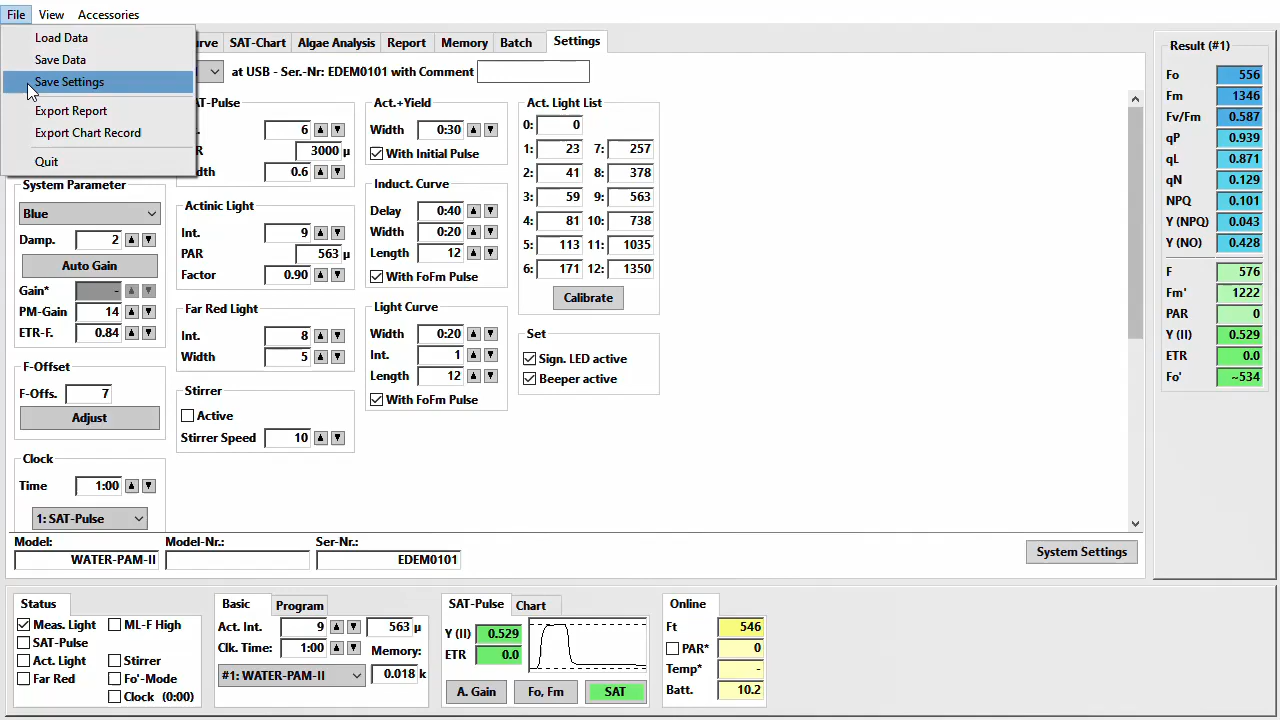 File View Accessories
Load Data
Save Data
Save Settings
Export Report
Export Chart Record
Quit
SAT-Chart Algae Analysis Report Memory Batch Settings
at USB - Ser.-Nr: EDEM0101 with Comment
System Parameter
Blue
Damp. 2
Auto Gain
Gain* -
PM-Gain 14
ETR-F. 0.84
F-Offset
F-Offs. 7
Adjust
Clock
Time 1:00
1: SAT-Pulse
AT-Pulse
6
3000 µ
0.6
Actinic Light
Int. 9
PAR 563 µ
Factor 0.90
Far Red Light
Int. 8
Width 5
Stirrer
Active
Stirrer Speed 10
Act.+Yield
Width 0:30
With Initial Pulse
Induct. Curve
Delay 0:40
Width 0:20
Length 12
With FoFm Pulse
Light Curve
Width 0:20
Int. 1
Length 12
With FoFm Pulse
Act. Light List
0: 0
1: 23 7: 257
2: 41 8: 378
3: 59 9: 563
4: 81 10: 738
5: 113 11: 1035
6: 171 12: 1350
Calibrate
Set
Sign. LED active
Beeper active
Model: Model-Nr.: Ser-Nr.:
WATER-PAM-II EDEM0101
System Settings
Result (#1)
Fo 556
Fm 1346
Fv/Fm 0.587
qP 0.939
qL 0.871
qN 0.129
NPQ 0.101
Y (NPQ) 0.043
Y (NO) 0.428
F 576
Fm' 1222
PAR 0
Y (II) 0.529
ETR 0.0
Fo' ~534
Status
Meas. Light ML-F High
SAT-Pulse
Act. Light Stirrer
Far Red Fo'-Mode
Clock (0:00)
Basic Program
Act. Int. 9 563 µ
Clk. Time: 1:00 Memory:
#1: WATER-PAM-II 0.018 k
SAT-Pulse Chart
Y (II) 0.529
ETR 0.0
A. Gain Fo, Fm SAT
Online
Ft 546
PAR* 0
Temp* -
Batt. 10.2